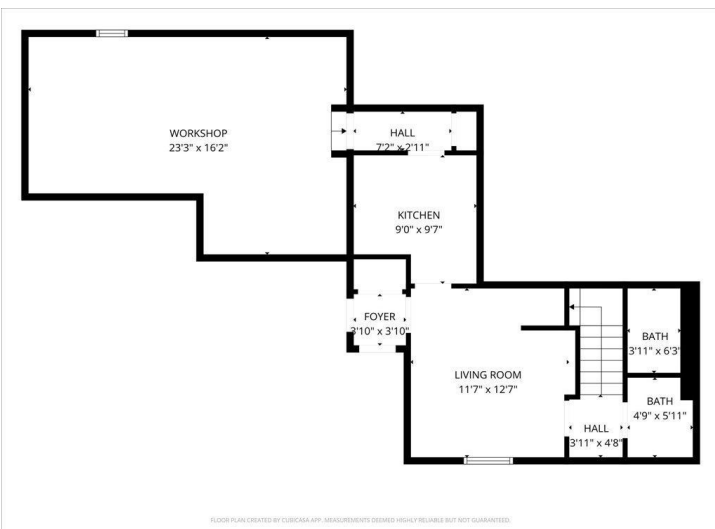 WORKSHOP
23'3" x 16'2"
HALL
7'2" x 2'11"
KITCHEN
9'0" x 9'7"
FOYER
3'10" x 3'10"
BATH
3'11" x 6'3"
LIVING ROOM
11'7" x 12'7"
BATH
4'9" x 5'11"
HALL
3'11" x 4'8"
FLOOR PLAN CREATED BY CUBICASA APP. MEASUREMENTS DEEMED HIGHLY RELIABLE BUT NOT GUARANTEED.